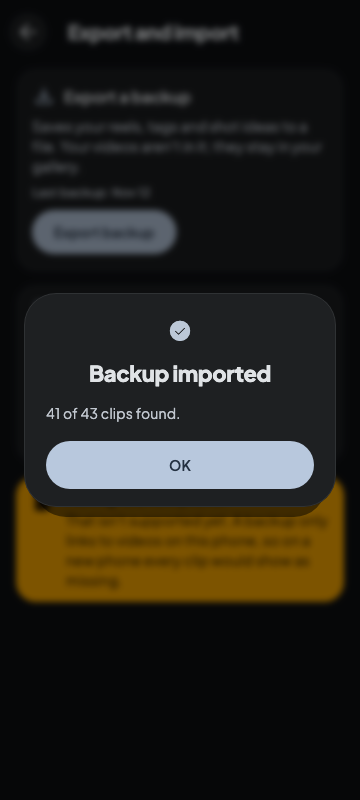 Export and import
Export a backup
Saves your reels, tags and shot ideas to a
file. Your videos aren't in it; they stay in your
gallery.
Last backup: Nov 12
Export backup
Backup imported
41 of 43 clips found.
OK
That isn't supported yet. A backup only
links to videos on this phone, so on a
new phone every clip would show as
missing.